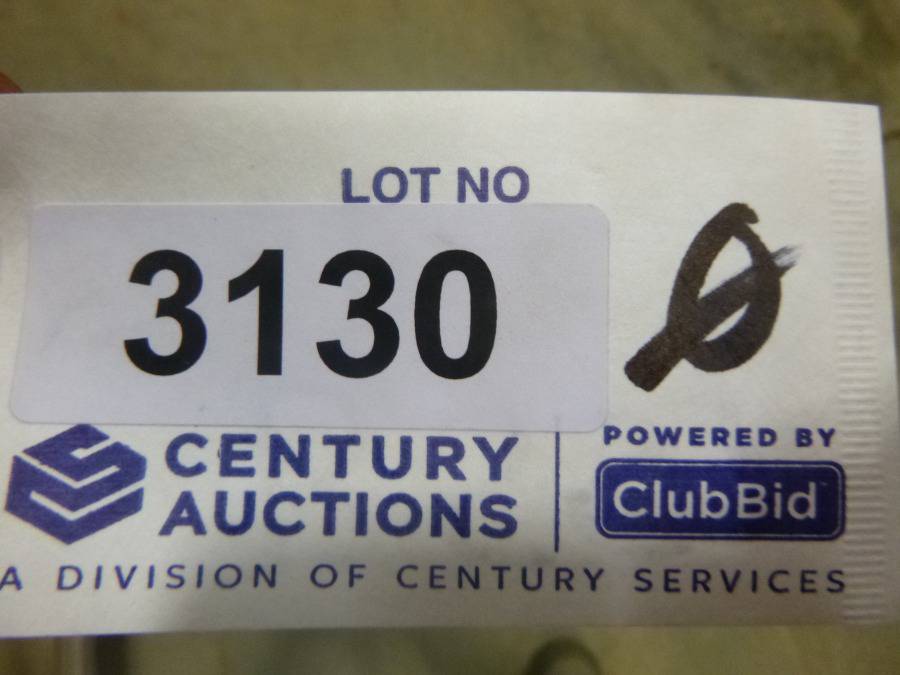 LOT NO
3130 Ø
CENTURY
AUCTIONS
POWERED BY
ClubBid
A DIVISION OF CENTURY SERVICES